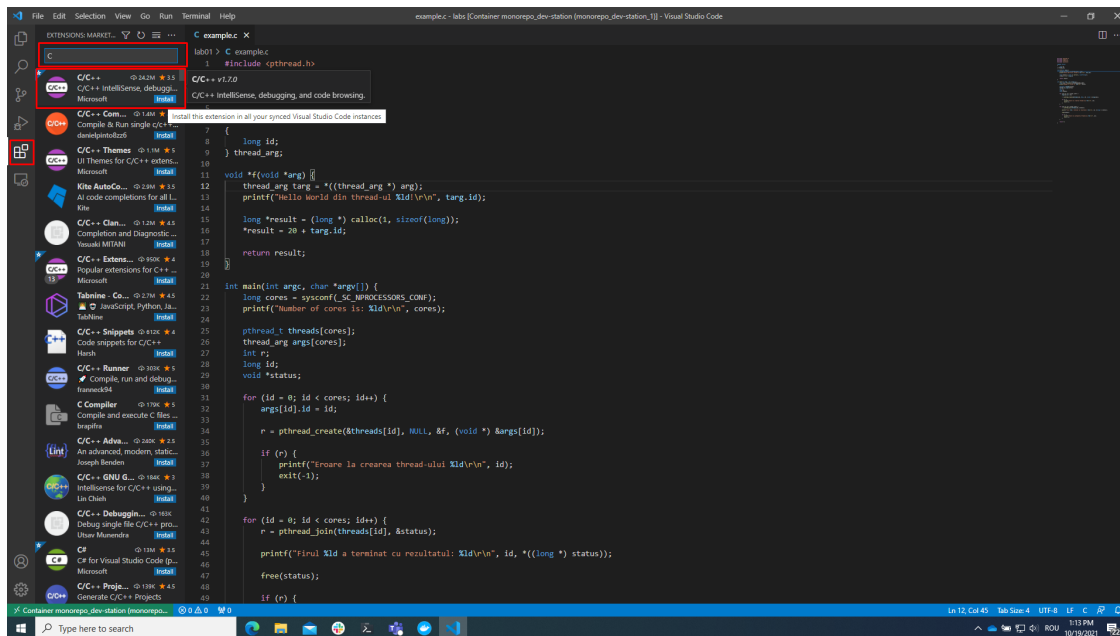 File Edit Selection View Go Run Terminal Help
example.c - labs [Container monorepo_dev-station (monorepo_dev-station_1)] - Visual Studio Code
EXTENSIONS: MARKET...
C
C/C++ 24.2M 3.5
C/C++ IntelliSense, debuggi...
Microsoft Install
C/C++ Com... 1.4M
Compile & Run single c/c++...
danielpinto8zz6 Install
C/C++ Themes 1.1M 5
UI Themes for C/C++ extens...
Microsoft Install
Kite AutoCo... 2.9M 3.5
AI code completions for all l...
Kite Install
C/C++ Clan... 1.2M 4.5
Completion and Diagnostic ...
Yasuaki MITANI Install
C/C++ Extens... 950K 4
Popular extensions for C++ ...
13
Microsoft Install
Tabnine - Co... 2.7M 4.5
JavaScript, Python, Ja...
TabNine Install
C/C++ Snippets 612K 4
Code snippets for C/C++
Harsh Install
C/C++ Runner 303K 5
Compile, run and debug...
franneck94 Install
C Compiler 179K 5
Compile and execute C files ...
brapifra Install
C/C++ Adva... 240K 2.5
An advanced, modern, static...
Joseph Benden Install
C/C++ GNU G... 184K 3
Intellisense for C/C++ using...
Lin Chieh Install
C/C++ Debuggin... 163K
Debug single file C/C++ pro...
Utsav Munendra Install
C# 13M 3.5
C# for Visual Studio Code (p...
Microsoft Install
C/C++ Proje... 139K 4.5
Generate C/C++ Projects
C example.c
lab01 > C example.c
1 #include <pthread.h>
C/C++ v1.7.0
C/C++ IntelliSense, debugging, and code browsing.
Install this extension in all your synced Visual Studio Code instances
7 {
8 long id;
9 } thread_arg;
10
11 void *f(void *arg) {
12 thread_arg targ = *((thread_arg *) arg);
13 printf("Hello World din thread-ul %ld!\r\n", targ.id);
14
15 long *result = (long *) calloc(1, sizeof(long));
16 *result = 20 + targ.id;
17
18 return result;
19 }
20
21 int main(int argc, char *argv[]) {
22 long cores = sysconf(_SC_NPROCESSORS_CONF);
23 printf("Number of cores is: %ld\r\n", cores);
24
25 pthread_t threads[cores];
26 thread_arg args[cores];
27 int r;
28 long id;
29 void *status;
30
31 for (id = 0; id < cores; id++) {
32 args[id].id = id;
33
34 r = pthread_create(&threads[id], NULL, &f, (void *) &args[id]);
35
36 if (r) {
37 printf("Eroare la crearea thread-ului %ld\r\n", id);
38 exit(-1);
39 }
40 }
41
42 for (id = 0; id < cores; id++) {
43 r = pthread_join(threads[id], &status);
44
45 printf("Firul %ld a terminat cu rezultatul: %ld\r\n", id, *((long *) status));
46
47 free(status);
48
49 if (r) {
Container monorepo_dev-station (monorepo... 0 0 0 Ln 12, Col 45 Tab Size: 4 UTF-8 LF C
Type here to search
ROU
1:13 PM
10/19/2021